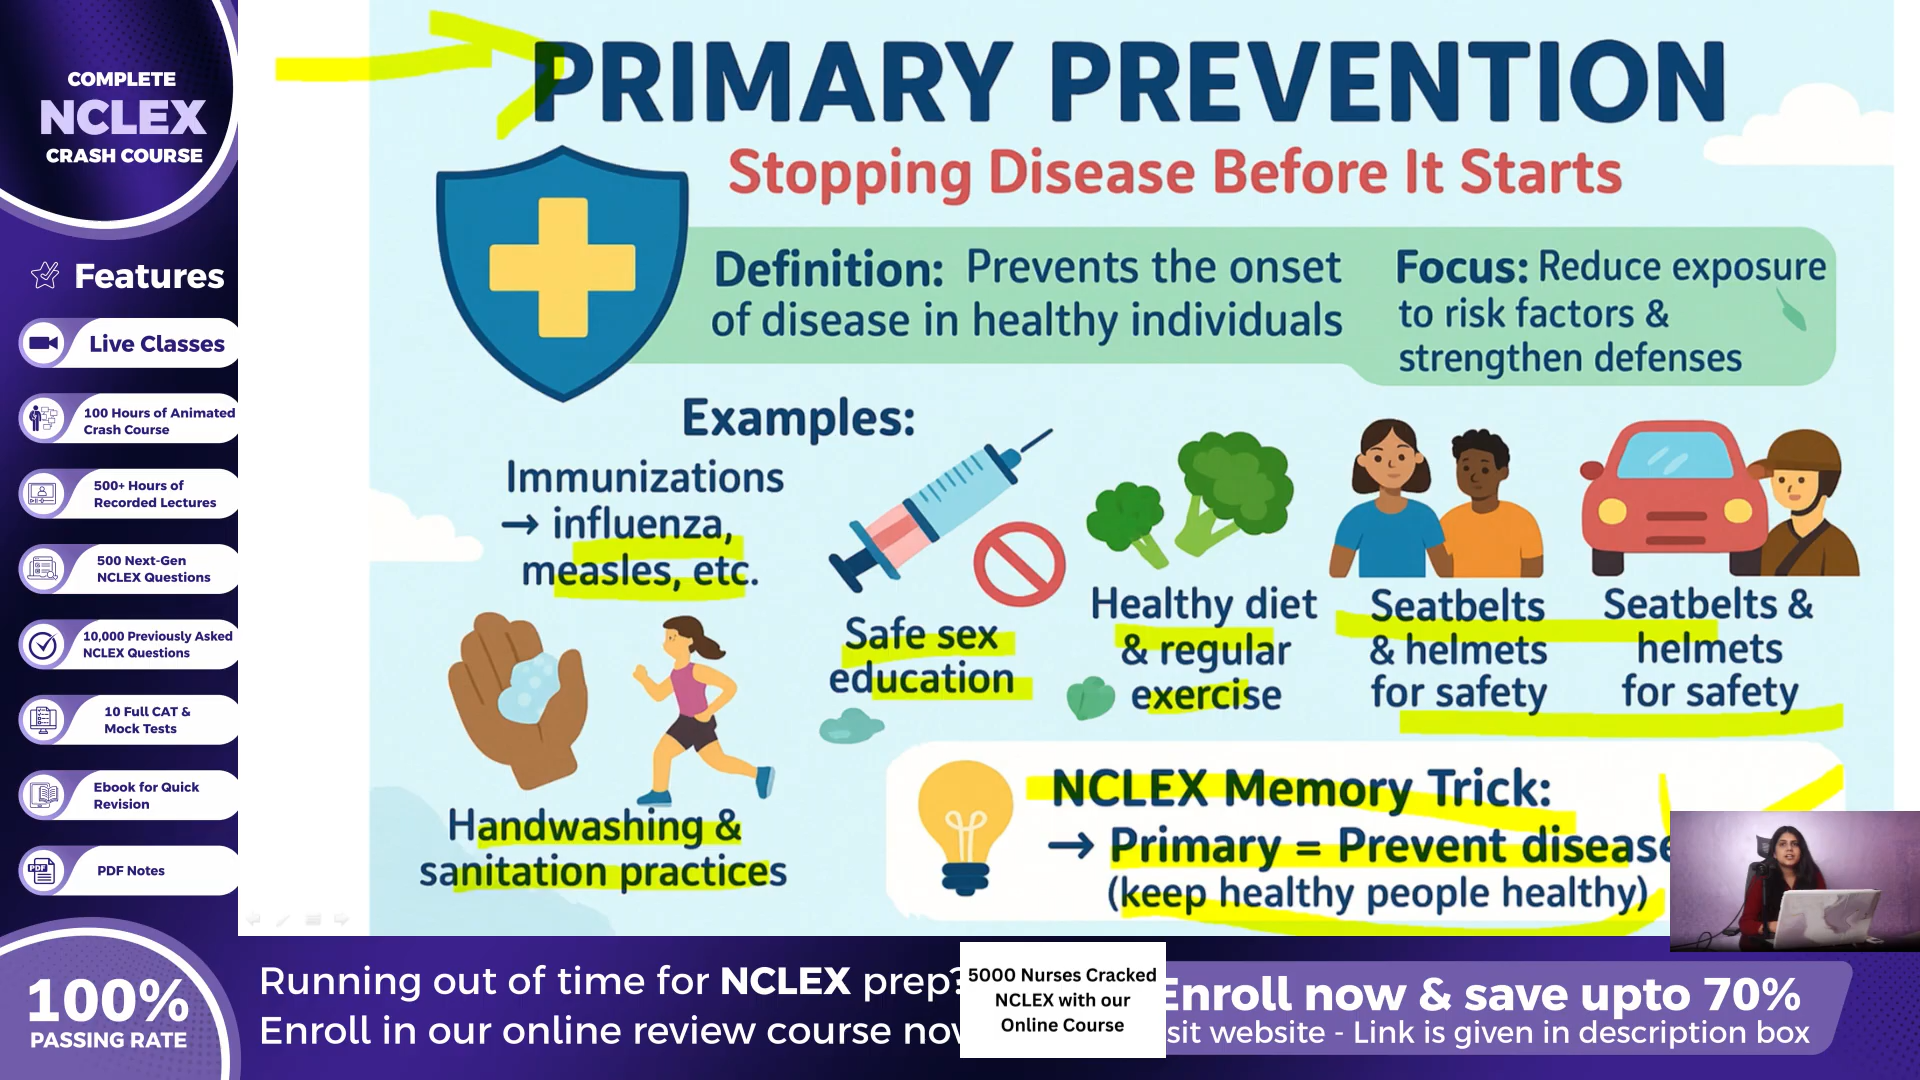 COMPLETE
NCLEX
CRASH COURSE
Features
Live Classes
100 Hours of Animated
Crash Course
500+ Hours of
Recorded Lectures
500 Next-Gen
NCLEX Questions
10,000 Previously Asked
NCLEX Questions
10 Full CAT &
Mock Tests
Ebook for Quick
Revision
PDF
PDF Notes
100%
PASSING RATE
PRIMARY PREVENTION
Stopping Disease Before It Starts
Definition: Prevents the onset
of disease in healthy individuals
Focus: Reduce exposure
to risk factors &
strengthen defenses
Examples:
Immunizations
→ influenza,
measles, etc.
Safe sex
education
Healthy diet
& regular
exercise
Seatbelts
& helmets
for safety
Seatbelts &
helmets
for safety
Handwashing &
sanitation practices
NCLEX Memory Trick:
→ Primary = Prevent disease
(keep healthy people healthy)
Running out of time for NCLEX prep?
Enroll in our online review course now
5000 Nurses Cracked
NCLEX with our
Online Course
Enroll now & save upto 70%
sit website - Link is given in description box